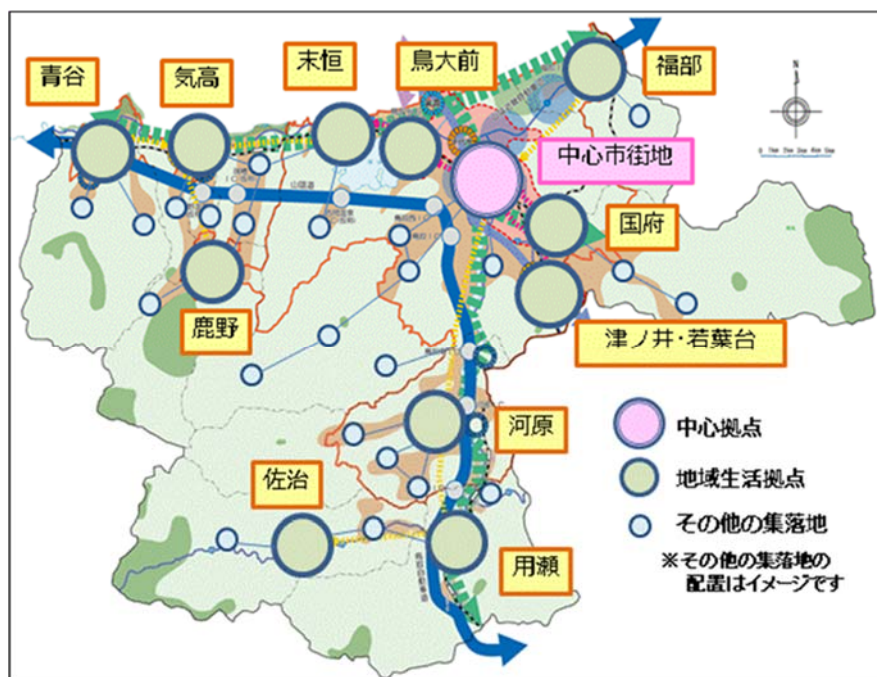 青谷
気高
末恒
鳥大前
福部
N
中心市街地
国府
鹿野
津ノ井・若葉台
山陰道
河原
佐治
用瀬
中心拠点
地域生活拠点
その他の集落地
※その他の集落地の
配置はイメージです